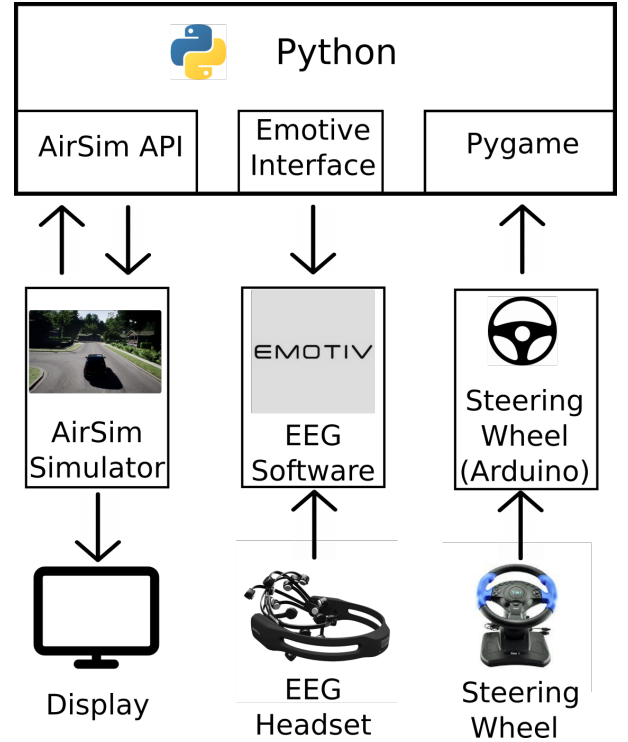 Python
AirSim API
Emotive
Interface
Pygame
AirSim
Simulator
EMOTIV
EEG
Software
Steering
Wheel
(Arduino)
Display
EEG
Headset
Steering
Wheel